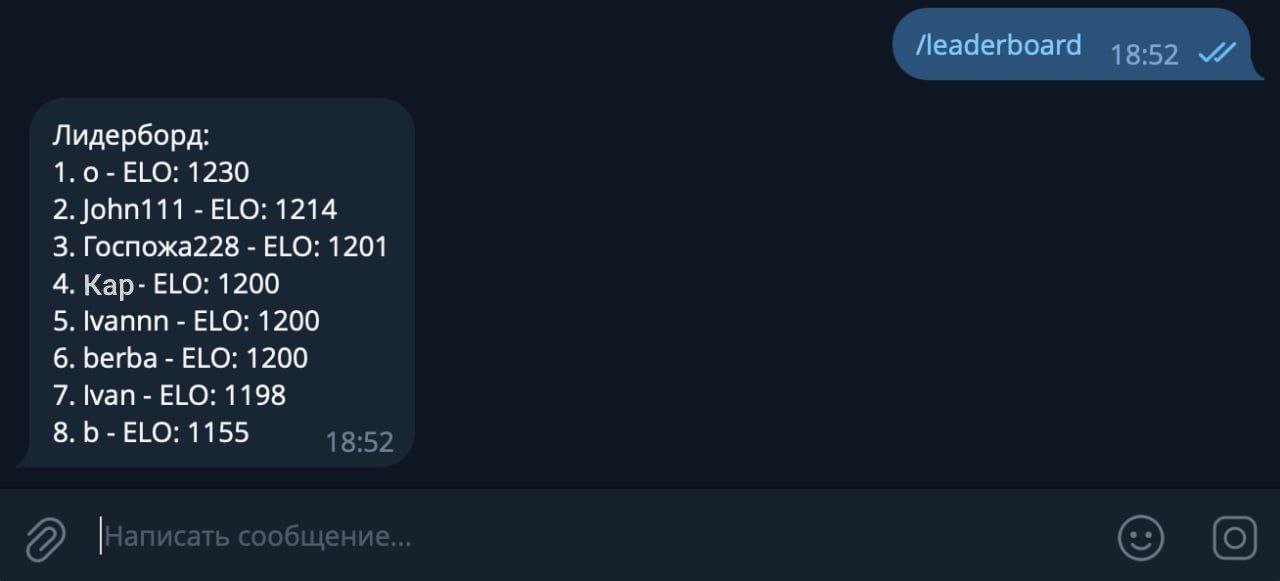 /leaderboard 18:52
Лидерборд:
1. o - ELO: 1230
2. John111 - ELO: 1214
3. Госпожа228 - ELO: 1201
4. Кар - ELO: 1200
5. Ivannn - ELO: 1200
6. berba - ELO: 1200
7. Ivan - ELO: 1198
8. b - ELO: 1155
18:52
Написать сообщение...